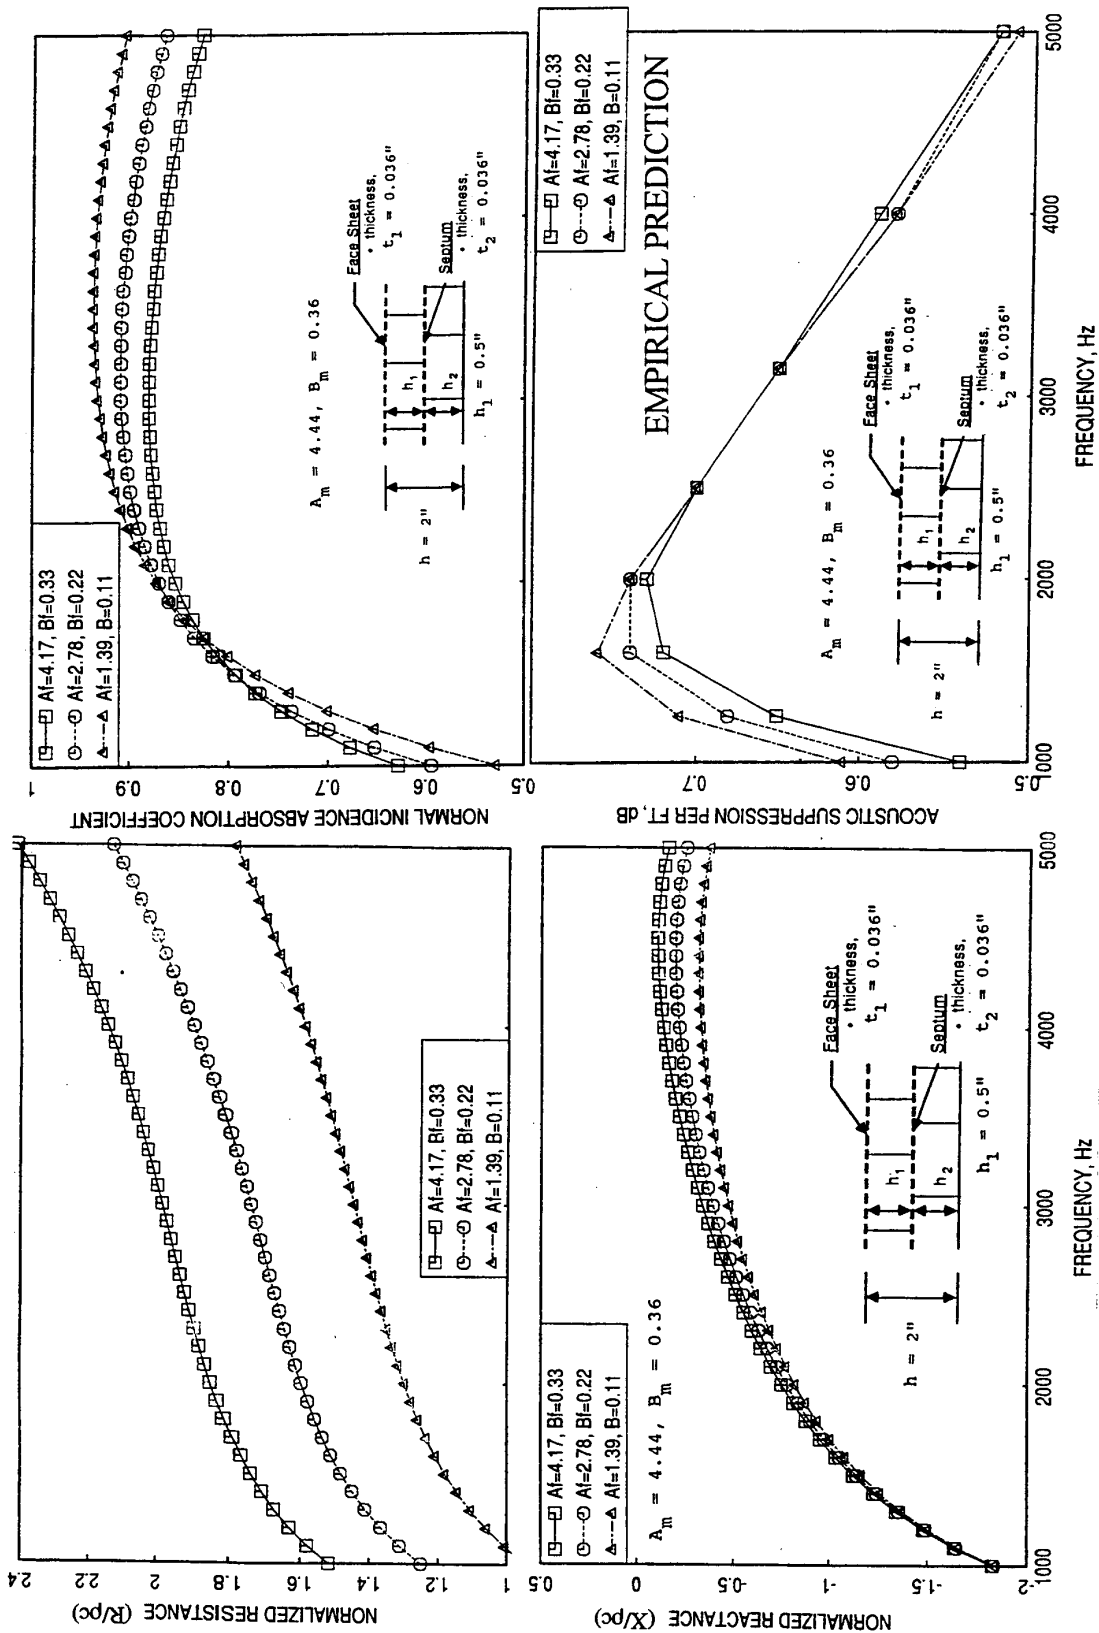 2.4
2.2
2
1.8
1.6
1.4
1.2
1
NORMALIZED RESISTANCE (R/ρc)
Af=4.17, Bf=0.33
Af=2.78, Bf=0.22
Af=1.39, B=0.11
1
0.9
0.8
0.7
0.6
0.5
NORMAL INCIDENCE ABSORPTION COEFFICIENT
Af=4.17, Bf=0.33
Af=2.78, Bf=0.22
Af=1.39, B=0.11
A_m = 4.44, B_m = 0.36
Face Sheet
• thickness,
t_1 = 0.036"
Septum
• thickness,
t_2 = 0.036"
h = 2"
h_1
h_2
h_1 = 0.5"
0.5
0
-0.5
-1
-1.5
-2
NORMALIZED REACTANCE (X/ρc)
Af=4.17, Bf=0.33
Af=2.78, Bf=0.22
Af=1.39, B=0.11
A_m = 4.44, B_m = 0.36
Face Sheet
• thickness,
t_1 = 0.036"
Septum
• thickness,
t_2 = 0.036"
h = 2"
h_1
h_2
h_1 = 0.5"
1000
2000
3000
4000
5000
FREQUENCY, Hz
0.7
0.6
0.5
ACOUSTIC SUPPRESSION PER FT, dB
Af=4.17, Bf=0.33
Af=2.78, Bf=0.22
Af=1.39, B=0.11
EMPIRICAL PREDICTION
A_m = 4.44, B_m = 0.36
Face Sheet
• thickness,
t_1 = 0.036"
Septum
• thickness,
t_2 = 0.036"
h = 2"
h_1
h_2
h_1 = 0.5"
1000
2000
3000
4000
5000
FREQUENCY, Hz